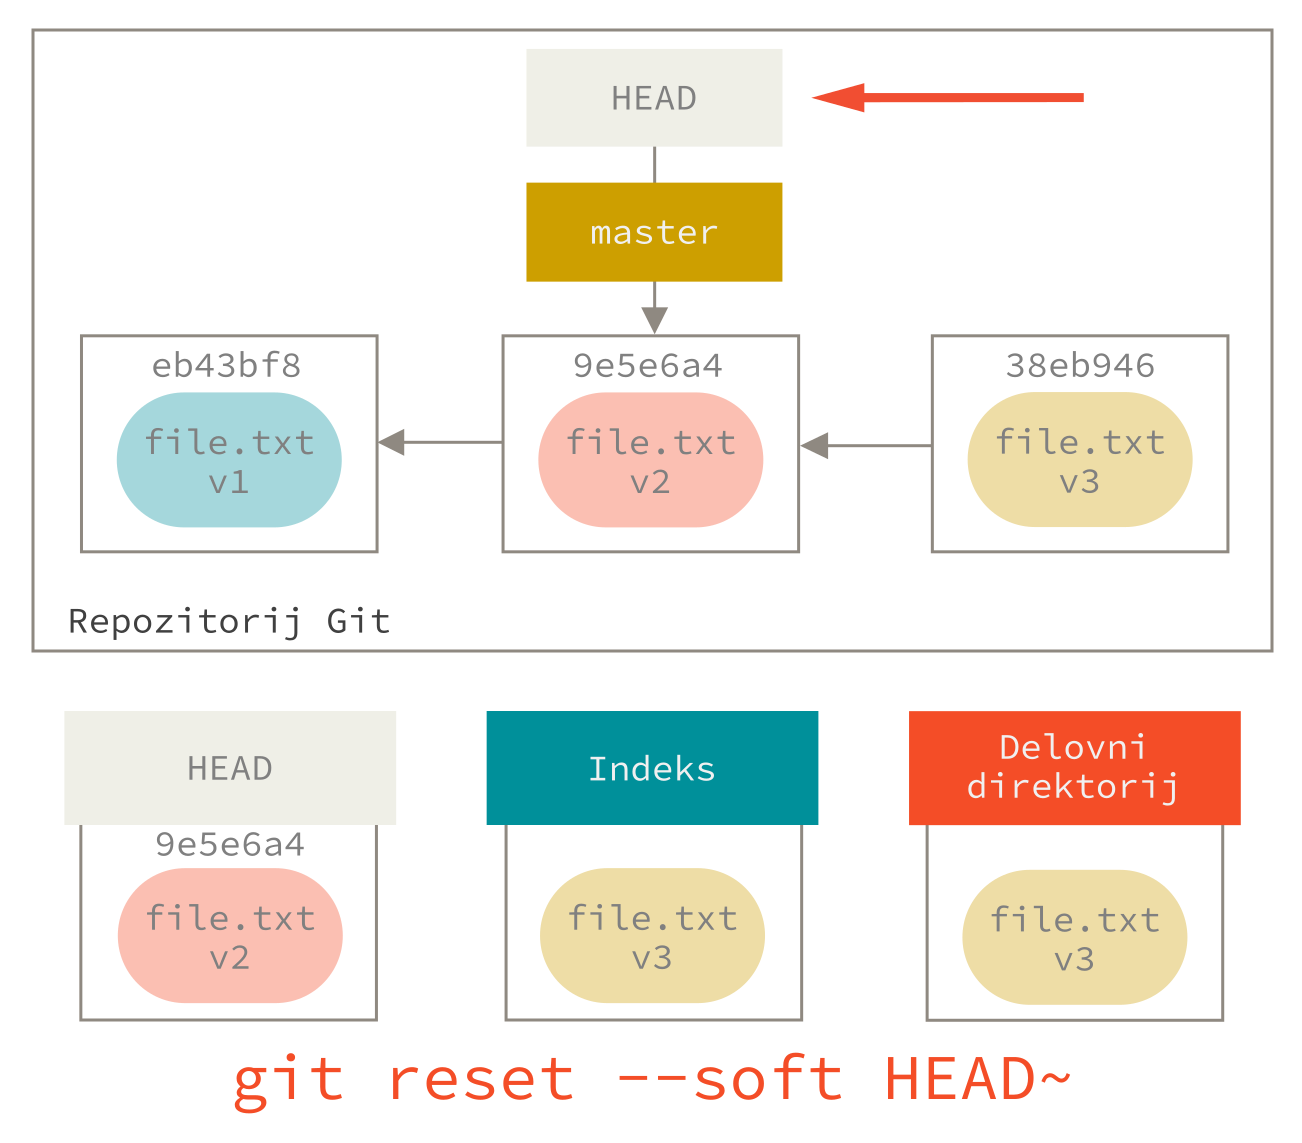 HEAD
master
eb43bf8
file.txt
v1
9e5e6a4
file.txt
v2
38eb946
file.txt
v3
Repozitorij Git
HEAD
9e5e6a4
file.txt
v2
Indeks
file.txt
v3
Delovni
direktorij
file.txt
v3
git reset --soft HEAD~